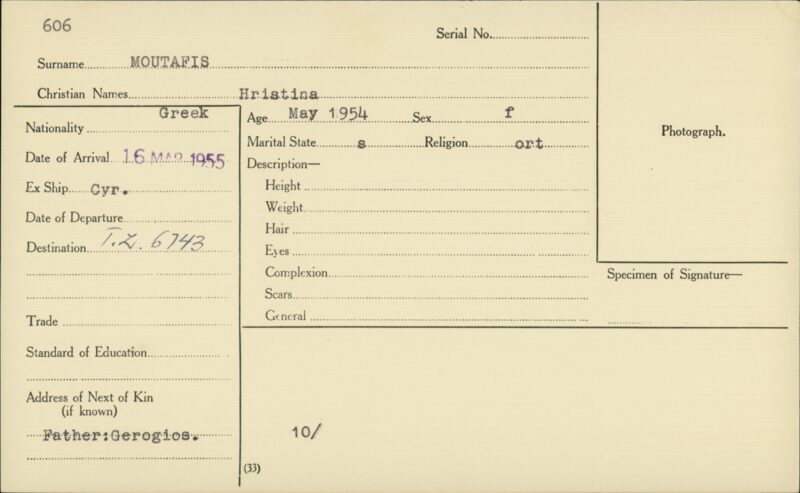 606
Serial No.
Surname MOUTAFIS
Christian Names Hristina
Nationality Greek
Date of Arrival 16 MAR 1955
Ex Ship Cyr.
Date of Departure
Destination T.L. 6743
Trade
Standard of Education
Address of Next of Kin
(if known)
Father:Gerogios.
Age May 1954 Sex f
Marital State s Religion ort
Description—
Height
Weight
Hair
Eyes
Complexion
Scars
General
10/
(33)
Photograph.
Specimen of Signature—